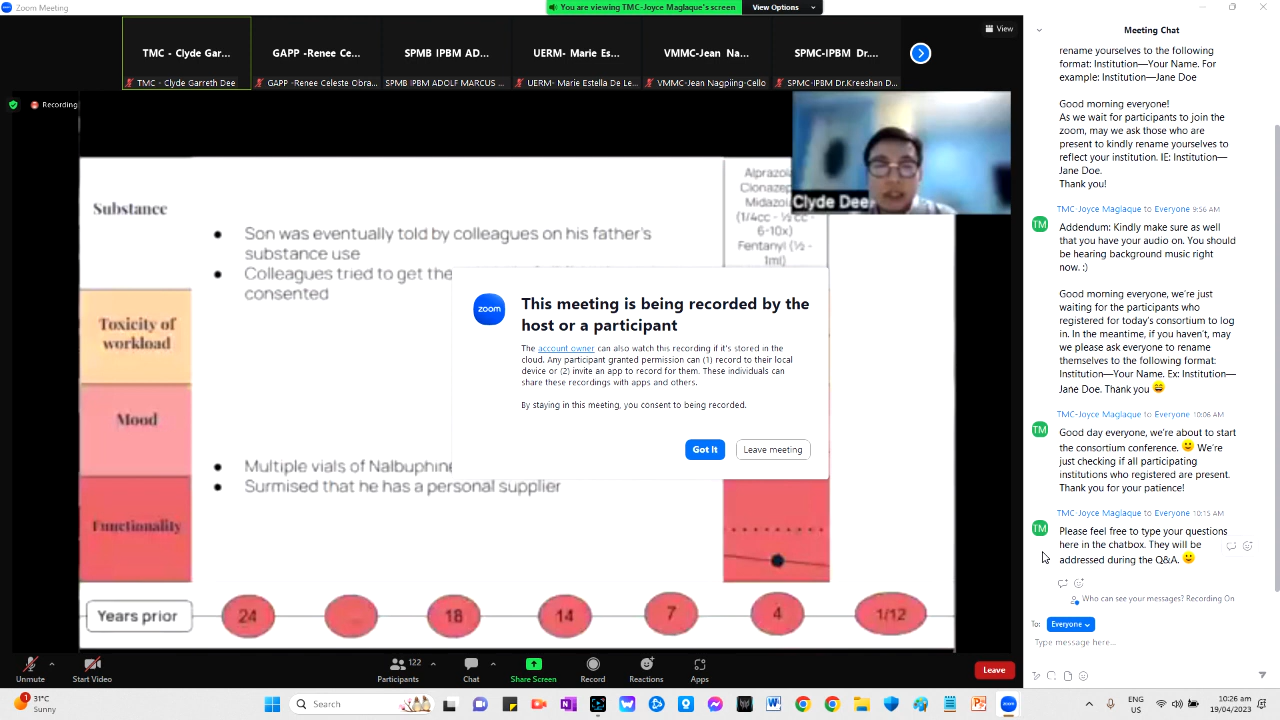 Zoom Meeting
You are viewing TMC-Joyce Maglaque's screen
View Options
View
TMC - Clyde Gar...
GAPP -Renee Ce...
SPMB IPBM AD...
UERM- Marie Es...
VMMC-Jean Na...
SPMC-IPBM Dr....
TMC - Clyde Garreth Dee
GAPP -Renee Celeste Obra...
SPMB IPBM ADOLF MARCUS ...
UERM- Marie Estella De Le...
VMMC-Jean Nagpiing-Cello
SPMC-IPBM Dr.Kreeshan D...
Recording
Clyde Dee
Substance
Son was eventually told by colleagues on his father's
substance use
Colleagues tried to get the
consented
Alprazola
Clonazep
Midazol
(1/4cc - ½ cc -
6-10x)
Fentanyl (½ -
1ml)
Toxicity of
workload
Mood
Functionality
Multiple vials of Nalbuphine
Surmised that he has a personal supplier
zoom
This meeting is being recorded by the
host or a participant
The account owner can also watch this recording if it's stored in the
cloud. Any participant granted permission can (1) record to their local
device or (2) invite an app to record for them. These individuals can
share these recordings with apps and others.
By staying in this meeting, you consent to being recorded.
Got it
Leave meeting
Years prior
24
18
14
7
4
1/12
Unmute
Start Video
122
Participants
Chat
Share Screen
Record
Reactions
Apps
Leave
Meeting Chat
rename yourselves to the following
format: Institution—Your Name. For
example: Institution—Jane Doe
Good morning everyone!
As we wait for participants to join the
zoom, may we ask those who are
present to kindly rename yourselves to
reflect your institution. IE: Institution—
Jane Doe.
Thank you!
TMC-Joyce Maglaque to Everyone 9:56 AM
TM
Addendum: Kindly make sure as well
that you have your audio on. You should
be hearing background music right
now. :)
Good morning everyone, we're just
waiting for the participants who
registered for today's consortium to log
in. In the meantime, if you haven't, may
we please ask everyone to rename
themselves to the following format:
Institution—Your Name. Ex: Institution—
Jane Doe. Thank you 😄
TMC-Joyce Maglaque to Everyone 10:06 AM
TM
Good day everyone, we're about to start
the consortium conference. 🙂 We're
just checking if all participating
institutions who registered are present.
Thank you for your patience!
TMC-Joyce Maglaque to Everyone 10:15 AM
TM
Please feel free to type your questions
here in the chatbox. They will be
addressed during the Q&A. 🙂
Who can see your messages? Recording On
To: Everyone
Type message here...
1
31°C
Sunny
Search
ENG
US
10:26 am
19/04/2023